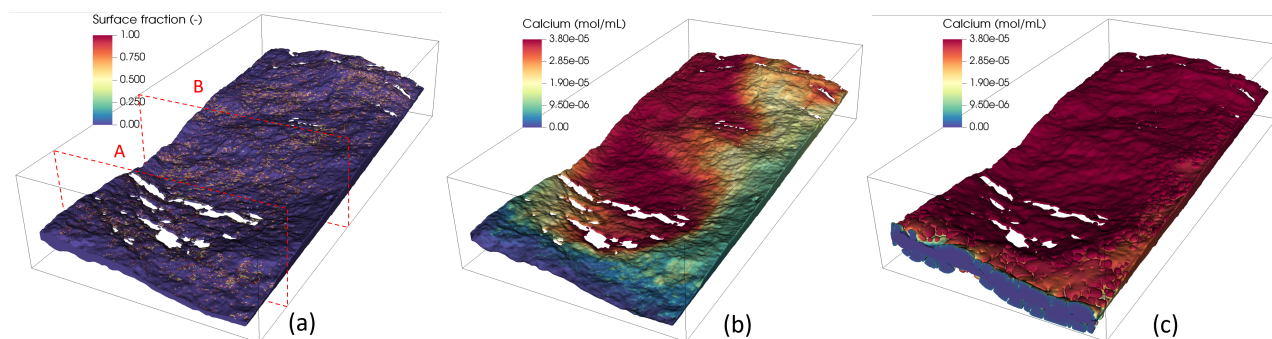 Surface fraction (-)
1.00
0.750
0.500
0.250
0.00
B
A
(a)
Calcium (mol/mL)
3.80e-05
2.85e-05
1.90e-05
9.50e-06
0.00
(b)
Calcium (mol/mL)
3.80e-05
2.85e-05
1.90e-05
9.50e-06
0.00
(c)